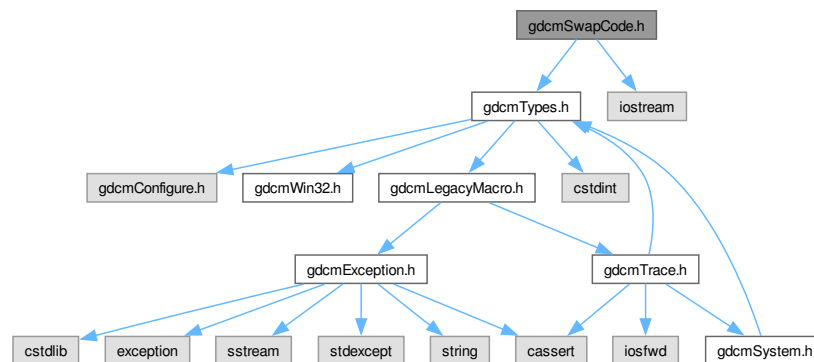 gdcmSwapCode.h
gdcmTypes.h
iostream
gdcmConfigure.h
gdcmWin32.h
gdcmLegacyMacro.h
cstdint
gdcmException.h
gdcmTrace.h
cstdlib
exception
sstream
stdexcept
string
cassert
iosfwd
gdcmSystem.h